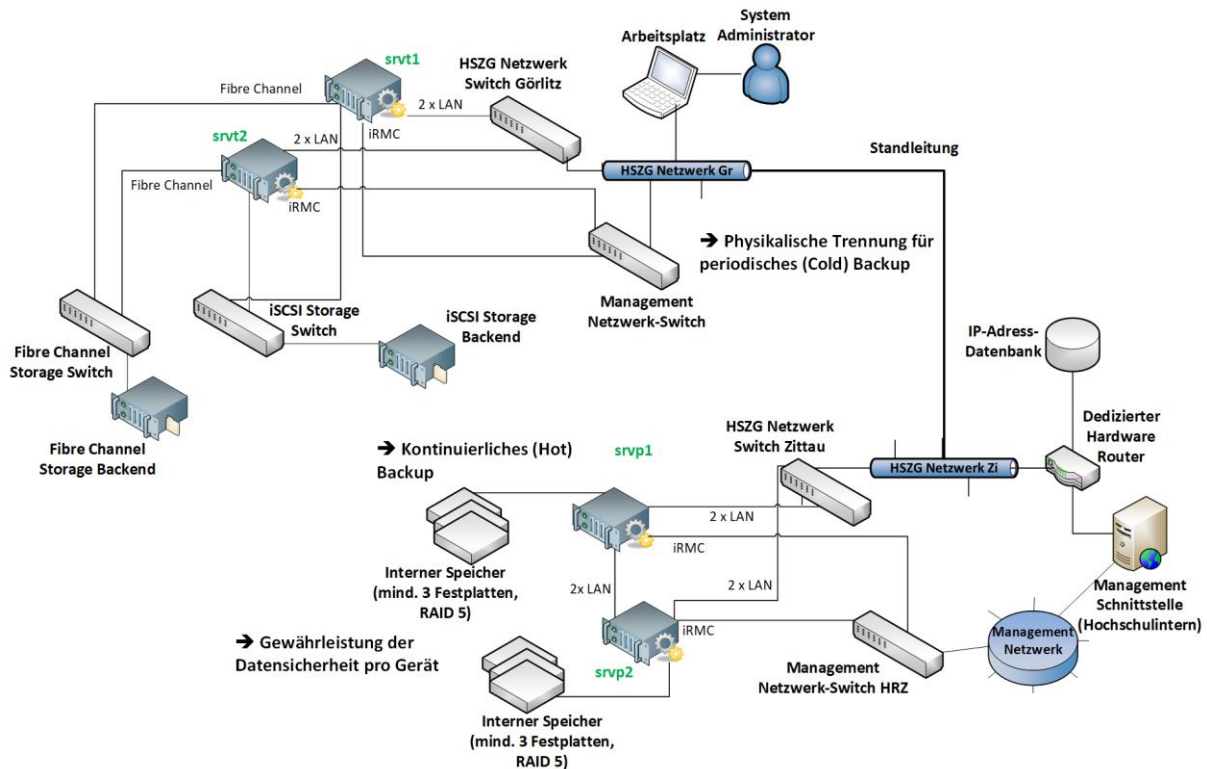 System
Administrator
Arbeitsplatz
srvt1
HSZG Netzwerk
Switch Görlitz
Fibre Channel
2 x LAN
iRMC
srvt2
2 x LAN
Standleitung
HSZG Netzwerk Gr
Fibre Channel
iRMC
➔ Physikalische Trennung für
periodisches (Cold) Backup
Management
Netzwerk-Switch
iSCSI Storage
Switch
iSCSI Storage
Backend
Fibre Channel
Storage Switch
IP-Adress-
Datenbank
Fibre Channel
Storage Backend
HSZG Netzwerk
Switch Zittau
Dedizierter
Hardware
Router
➔ Kontinuierliches (Hot)
Backup
srvp1
HSZG Netzwerk Zi
2 x LAN
iRMC
Interner Speicher
(mind. 3 Festplatten,
RAID 5)
2x LAN
2 x LAN
Management
Schnittstelle
(Hochschulintern)
➔ Gewährleistung der
Datensicherheit pro Gerät
iRMC
srvp2
Management
Netzwerk
Management
Netzwerk-Switch HRZ
Interner Speicher
(mind. 3 Festplatten,
RAID 5)